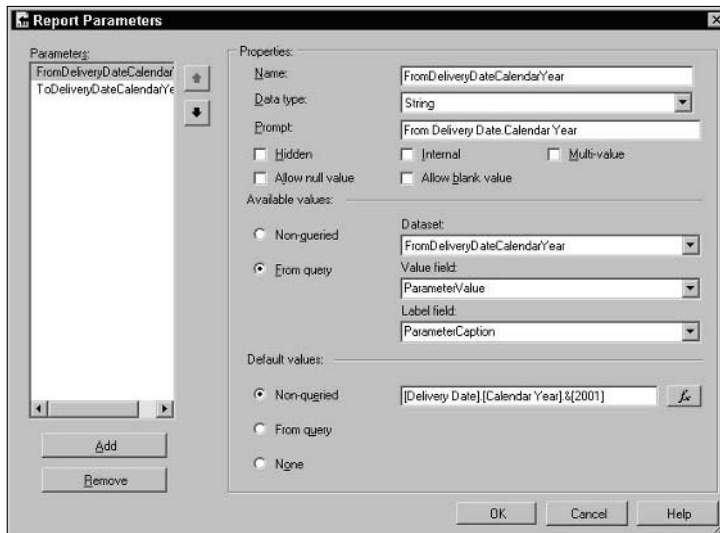 Report Parameters
Parameters:
FromDeliveryDateCalendarY
ToDeliveryDateCalendarYe
Add
Remove
Properties:
Name:
FromDeliveryDateCalendarYear
Data type:
String
Prompt:
From Delivery Date.Calendar Year
Hidden
Internal
Multi-value
Allow null value
Allow blank value
Available values:
Non-queried
From query
Dataset:
FromDeliveryDateCalendarYear
Value field:
ParameterValue
Label field:
ParameterCaption
Default values:
Non-queried
[Delivery Date].[Calendar Year].&[2001]
fx
From query
None
OK
Cancel
Help